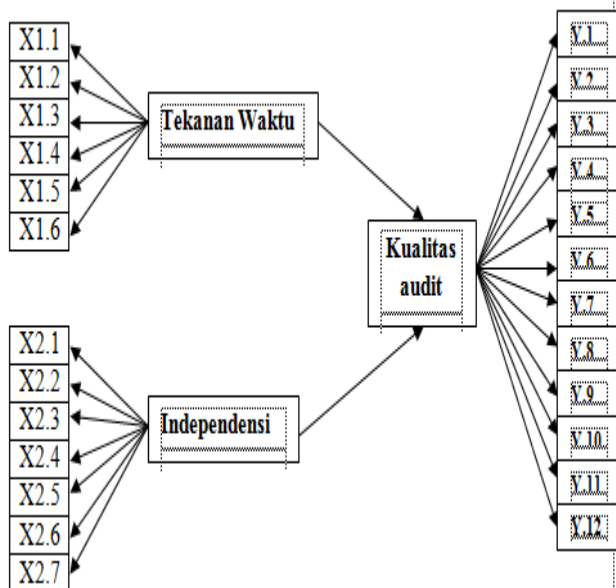 X1.1
X1.2
X1.3
X1.4
X1.5
X1.6
Tekanan Waktu
X2.1
X2.2
X2.3
X2.4
X2.5
X2.6
X2.7
Independensi
Kualitas
audit
Y.1
Y.2
Y.3
Y.4
Y.5
Y.6
Y.7
Y.8
Y.9
Y.10
Y.11
Y.12